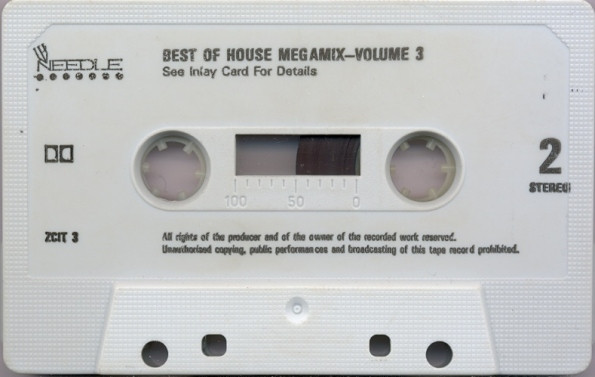 NEEDLE
RECORDS
BEST OF HOUSE MEGAMIX—VOLUME 3
See Inlay Card For Details
2
STEREO
100 50 0
ZCIT 3
All rights of the producer and of the owner of the recorded work reserved.
Unauthorised copying, public performances and broadcasting of this tape record prohibited.